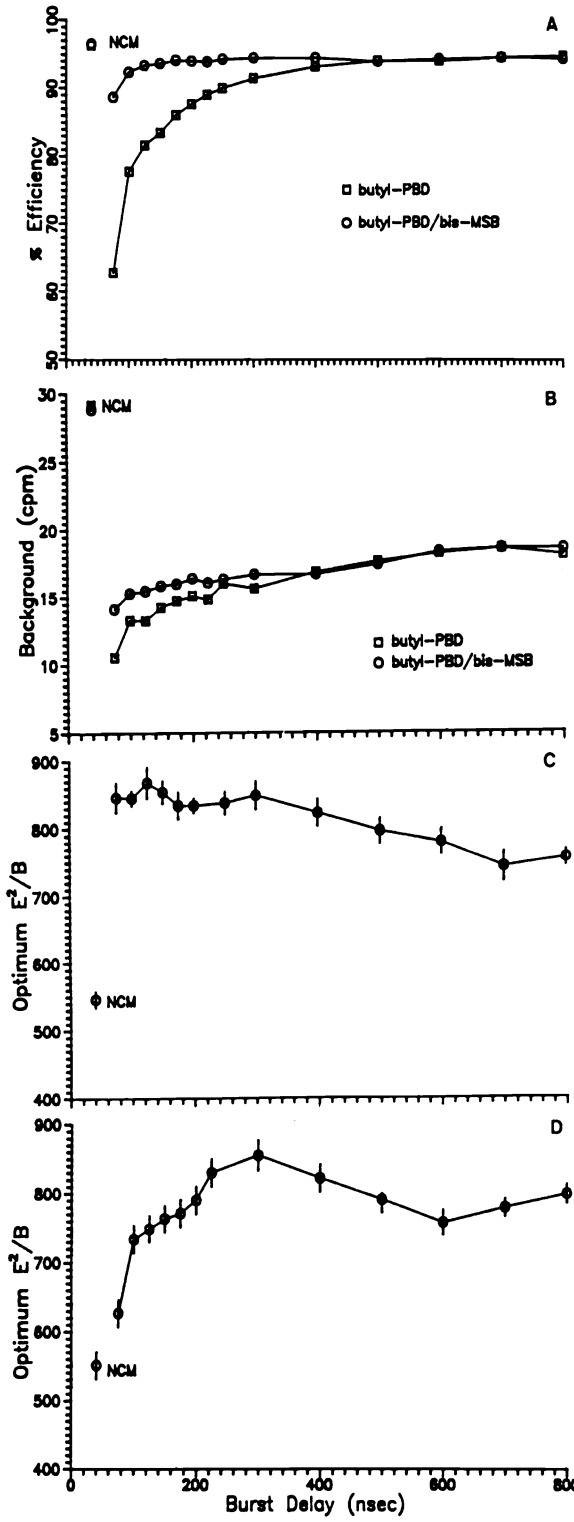 A
100
90
80
70
60
50
% Efficiency
NCM
butyl-PBD
butyl-PBD/bis-MSB
B
30
25
20
15
10
5
Background (cpm)
NCM
butyl-PBD
butyl-PBD/bis-MSB
C
900
800
700
600
500
400
Optimum E²/B
NCM
D
900
800
700
600
500
400
Optimum E²/B
NCM
0 200 400 600 800
Burst Delay (nsec)